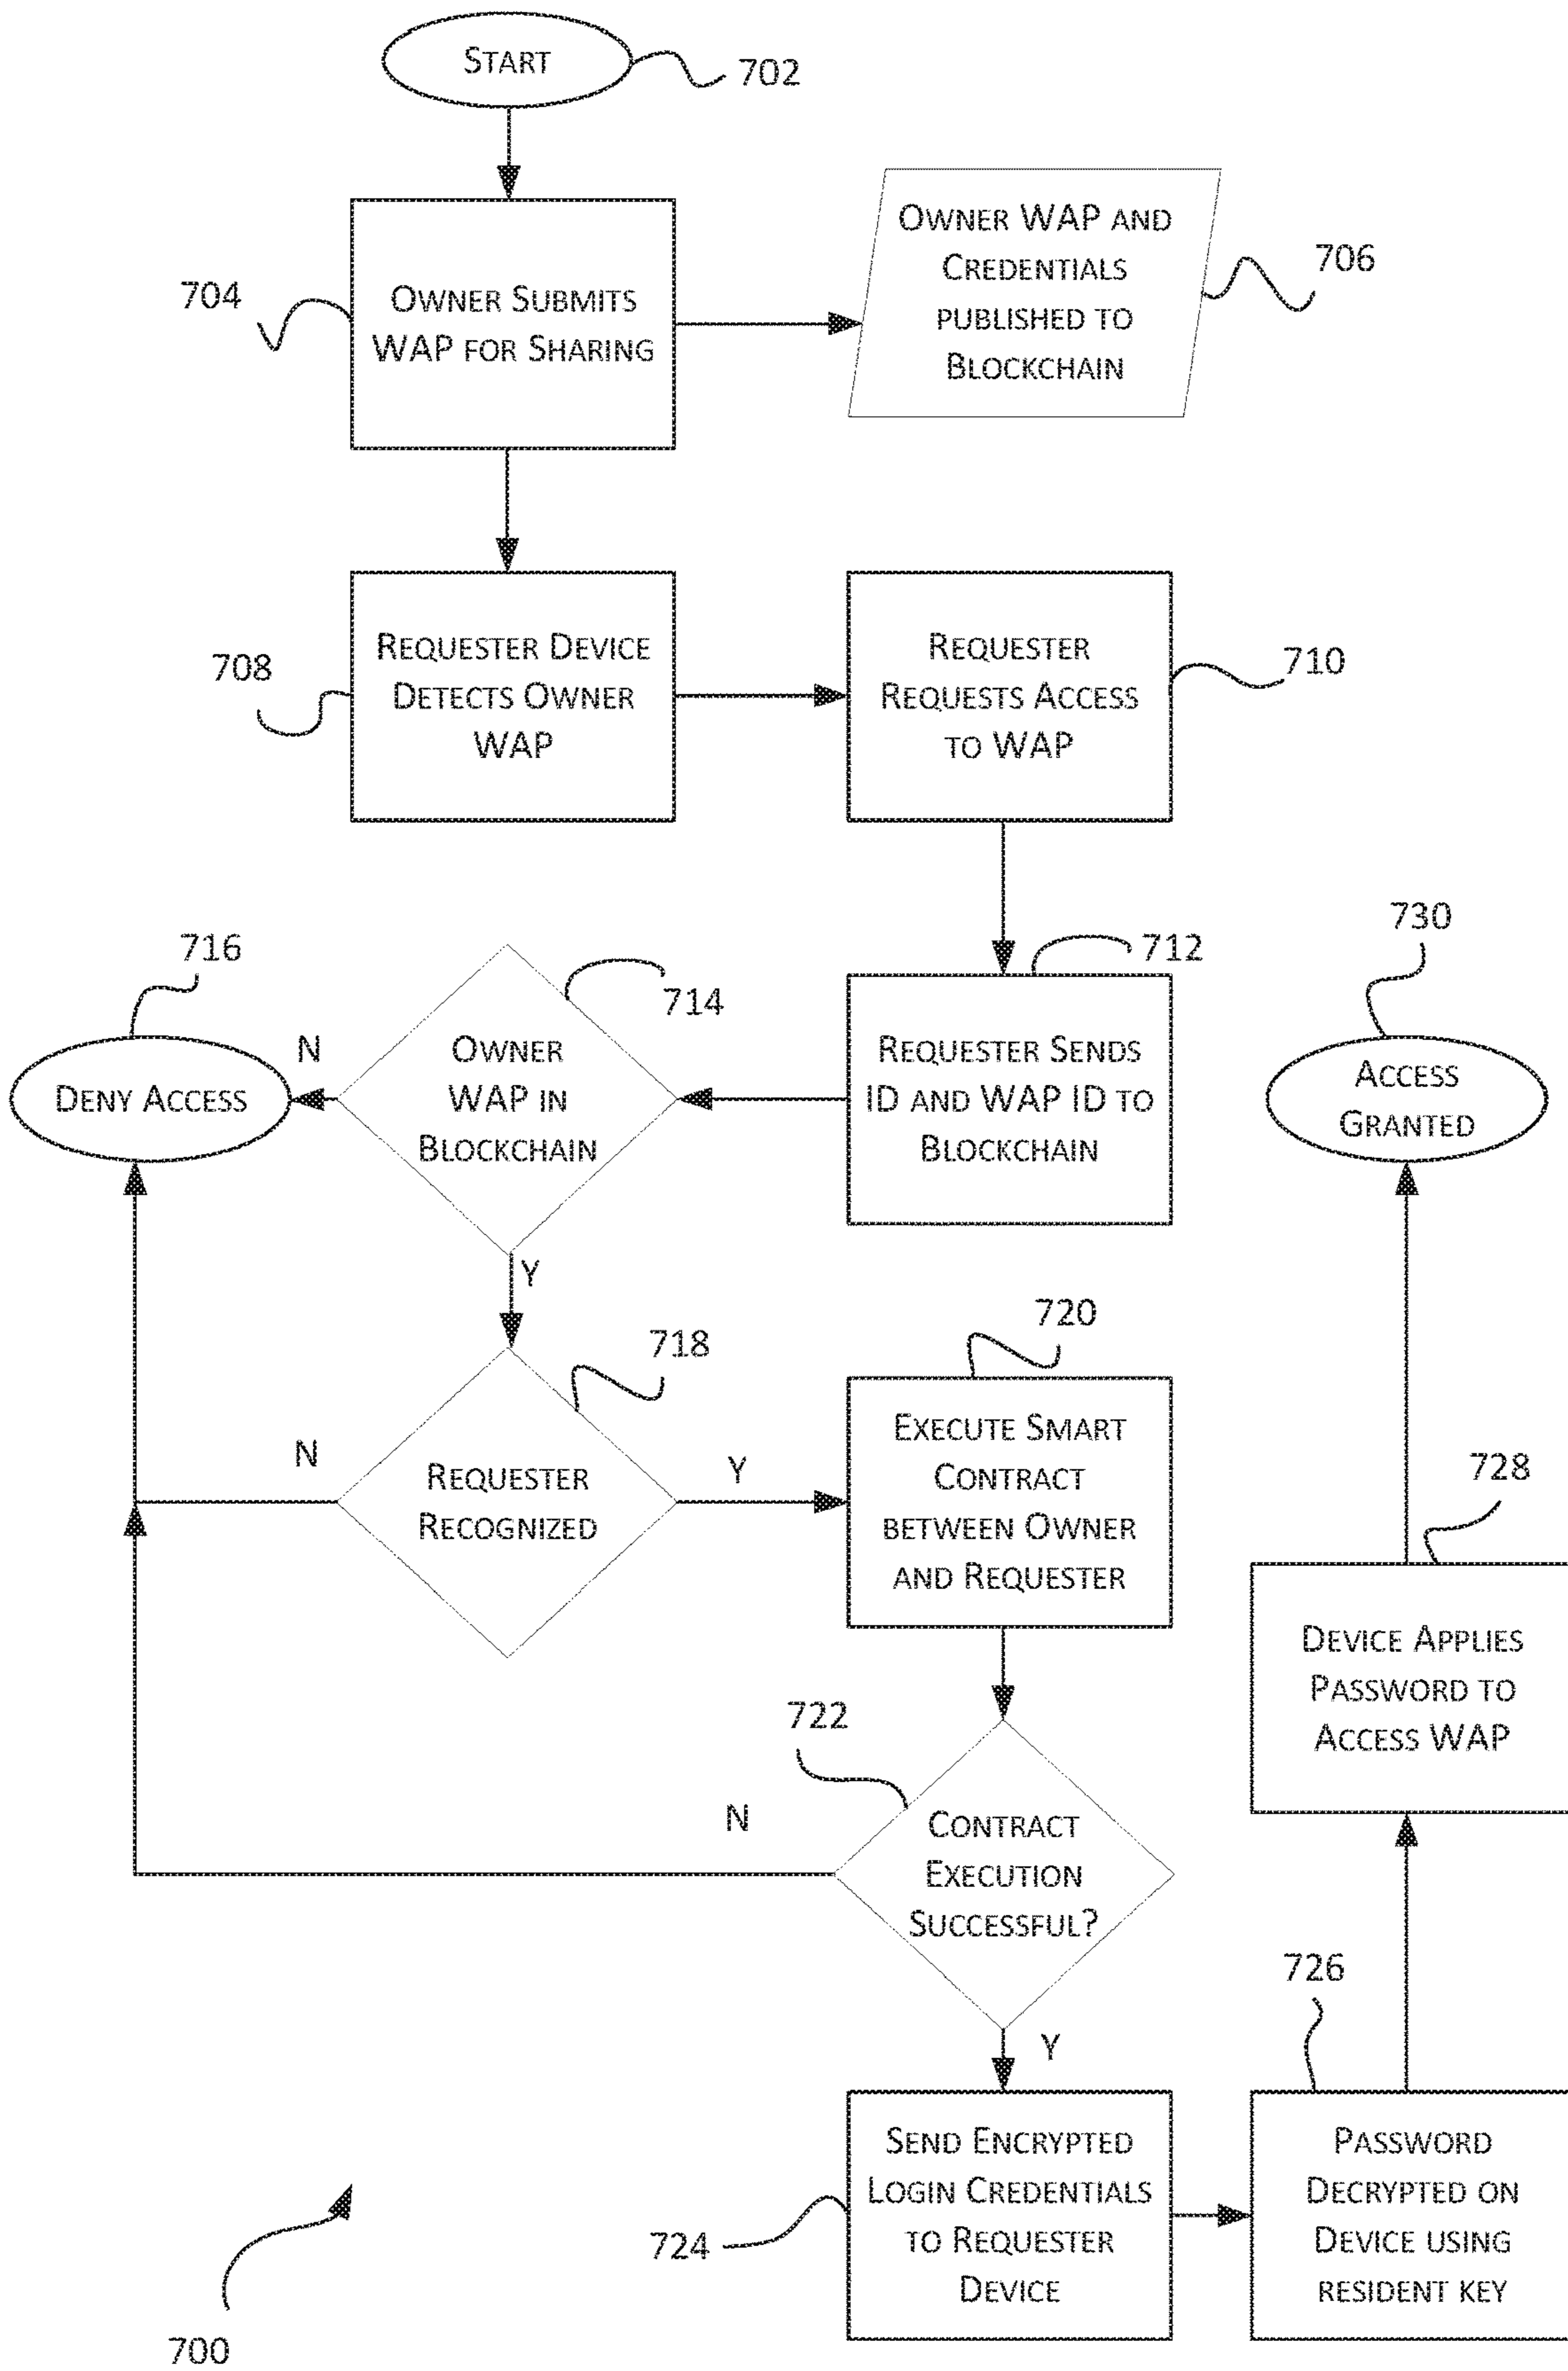 START
702
OWNER SUBMITS
WAP FOR SHARING
704
OWNER WAP AND
CREDENTIALS
PUBLISHED TO
BLOCKCHAIN
706
REQUESTER DEVICE
DETECTS OWNER
WAP
708
REQUESTER
REQUESTS ACCESS
TO WAP
710
712
REQUESTER SENDS
ID AND WAP ID TO
BLOCKCHAIN
714
OWNER
WAP IN
BLOCKCHAIN
N
716
DENY ACCESS
Y
718
REQUESTER
RECOGNIZED
N
Y
720
EXECUTE SMART
CONTRACT
BETWEEN OWNER
AND REQUESTER
722
CONTRACT
EXECUTION
SUCCESSFUL?
N
Y
724
SEND ENCRYPTED
LOGIN CREDENTIALS
TO REQUESTER
DEVICE
726
PASSWORD
DECRYPTED ON
DEVICE USING
RESIDENT KEY
728
DEVICE APPLIES
PASSWORD TO
ACCESS WAP
730
ACCESS
GRANTED
700